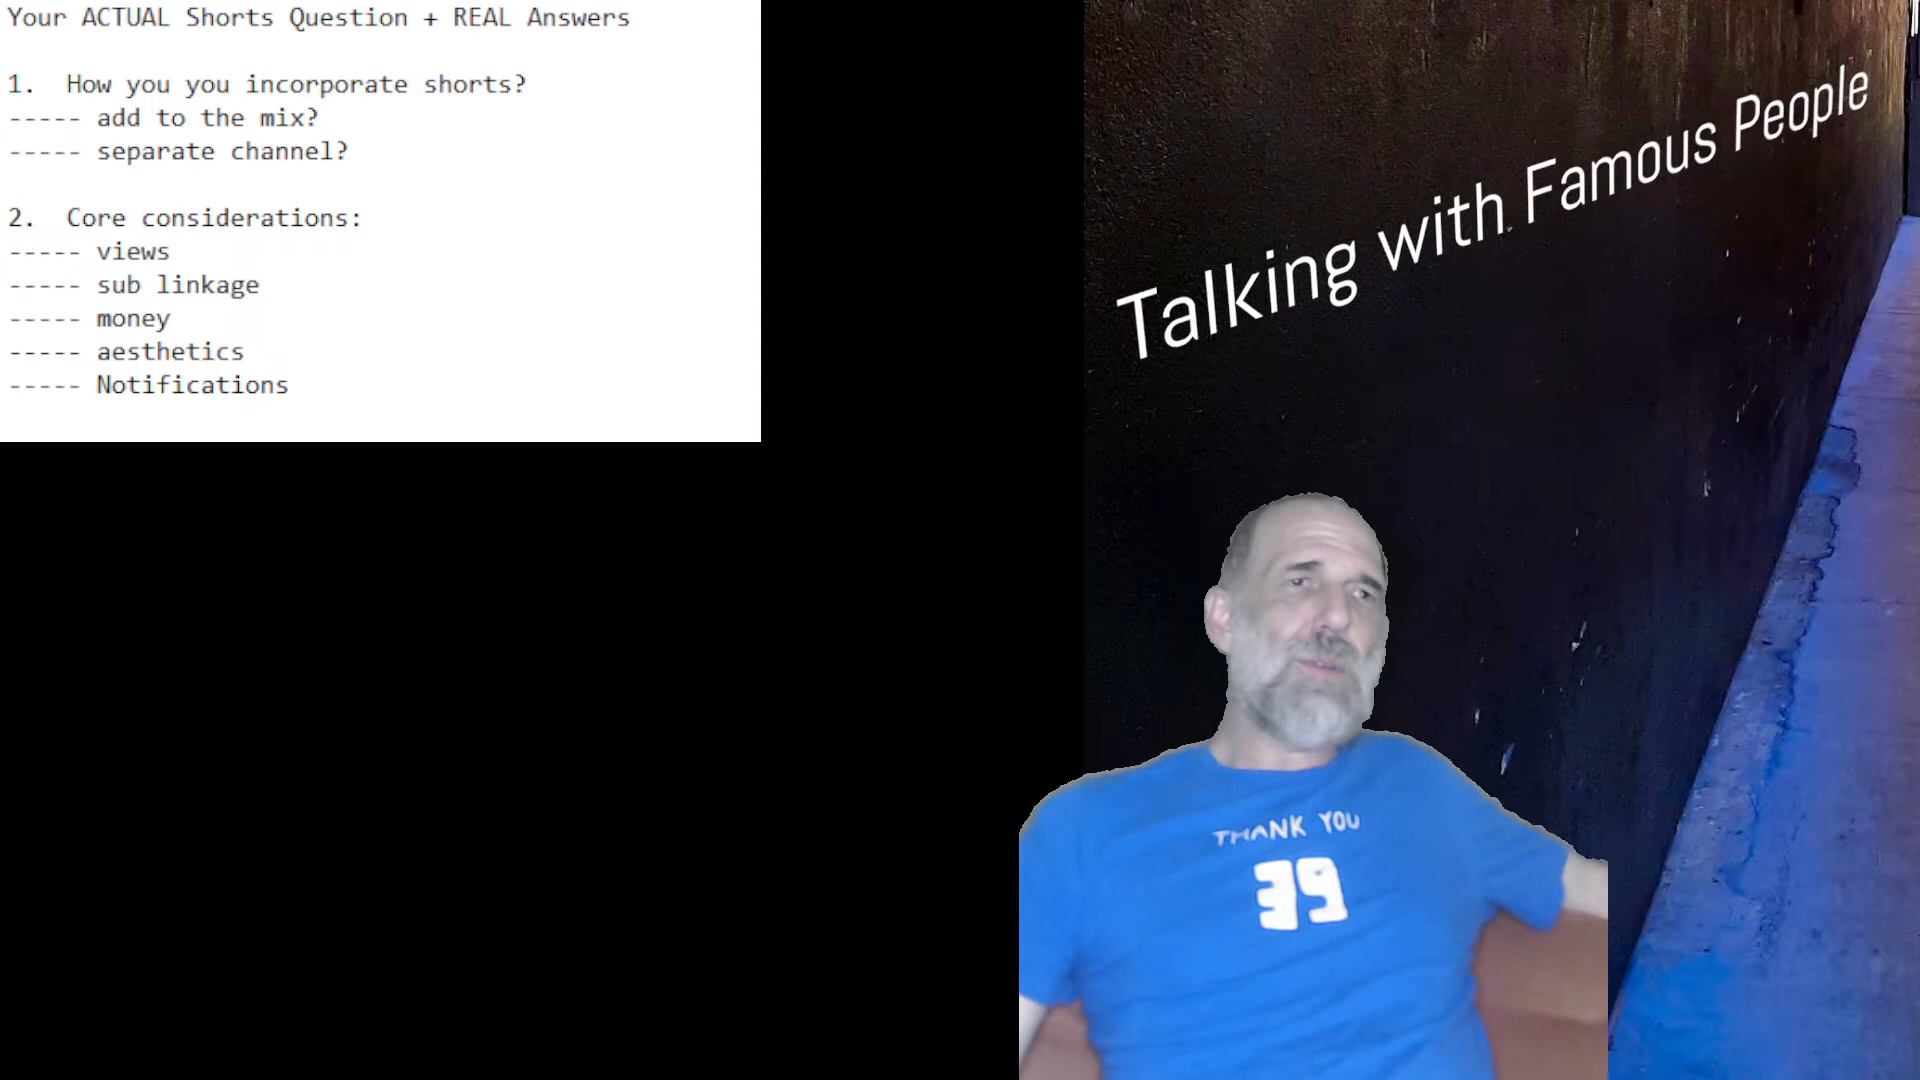 Your ACTUAL Shorts Question + REAL Answers
1.  How you you incorporate shorts?
----- add to the mix?
----- separate channel?
2.  Core considerations:
----- views
----- sub linkage
----- money
----- aesthetics
----- Notifications
Talking with Famous People
THANK YOU
39